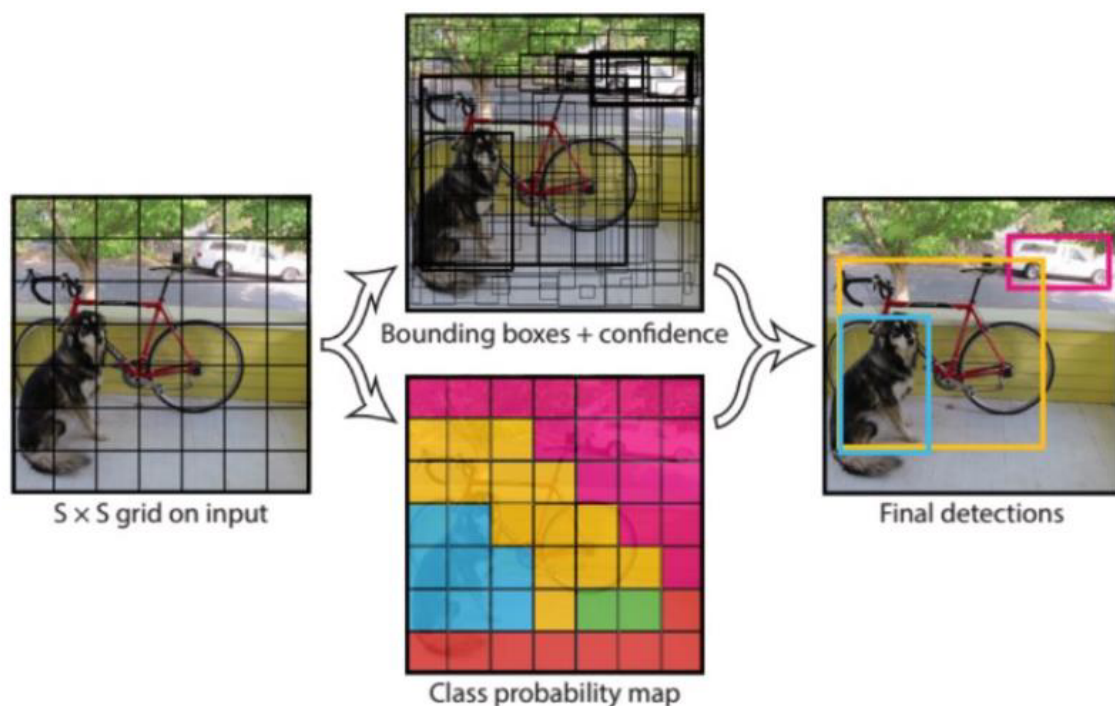 S × S grid on input
Bounding boxes + confidence
Class probability map
Final detections